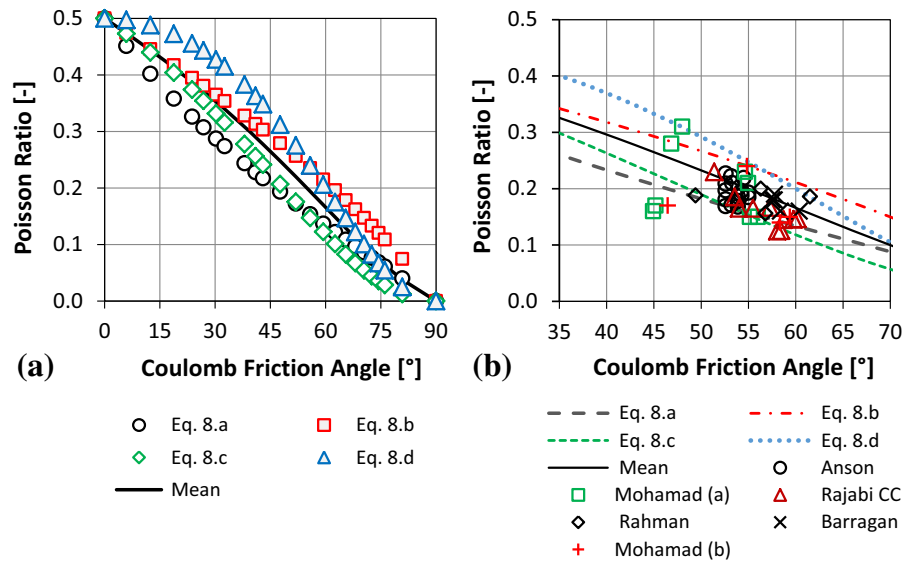 0.5
0.4
0.3
0.2
0.1
0.0
Poisson Ratio [-]
0 15 30 45 60 75 90
(a) Coulomb Friction Angle [°]
Eq. 8.a Eq. 8.b
Eq. 8.c Eq. 8.d
Mean
0.5
0.4
0.3
0.2
0.1
0.0
Poisson Ratio [-]
35 40 45 50 55 60 65 70
(b) Coulomb Friction Angle [°]
Eq. 8.a Eq. 8.b
Eq. 8.c Eq. 8.d
Mean Anson
Mohamad (a) Rajabi CC
Rahman Barragan
Mohamad (b)